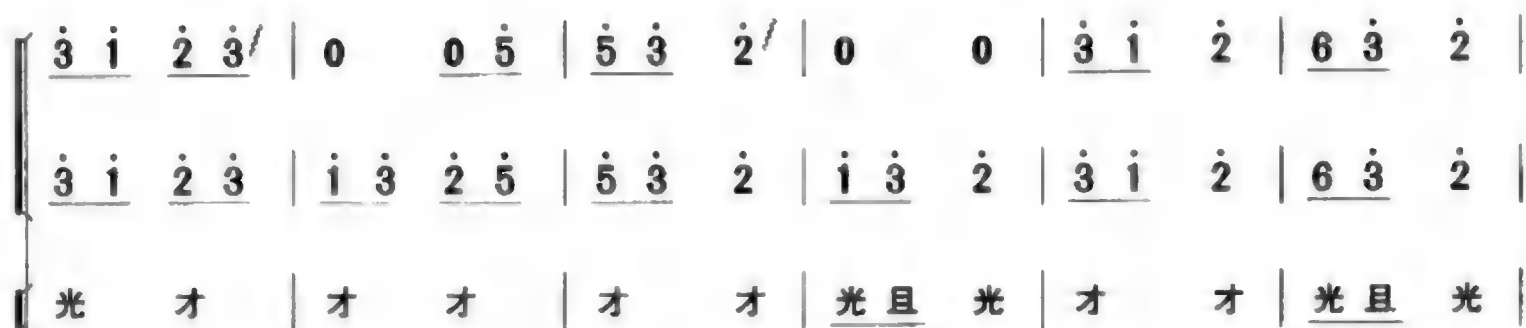 3̇ 1̇ 2̇ 3̇ / | 0 0 5̇ | 5̇ 3̇ 2̇ / | 0 0 | 3̇ 1̇ 2̇ | 6 3̇ 2̇ |
3̇ 1̇ 2̇ 3̇ | 1̇ 3̇ 2̇ 5̇ | 5̇ 3̇ 2̇ | 1̇ 3̇ 2̇ | 3̇ 1̇ 2̇ | 6 3̇ 2̇ |
光 才 | 才 才 | 才 才 | 光 且 光 | 才 才 | 光 且 光 |